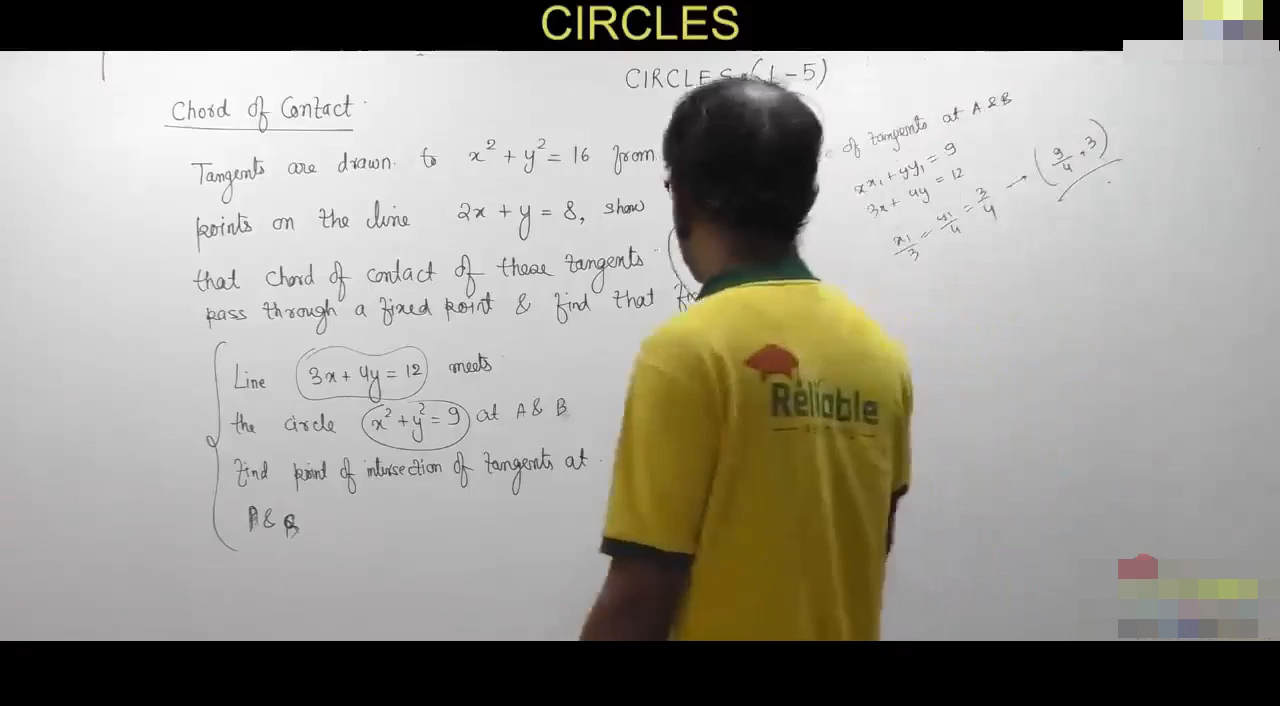 CIRCLES
CIRCLES (1-5)
Chord of Contact
Tangents are drawn to x² + y² = 16 from
points on the line 2x + y = 8, show
that chord of contact of these tangents
pass through a fixed point & find that
Line 3x + 4y = 12 meets
the circle x² + y² = 9 at A & B
Find point of intersection of tangents at
A & B
of tangents at A & B
xx₁ + yy₁ = 9
3x + 4y = 12
x₁/3 = y₁/4 = 3/4 → (9/4, 3)
Reliable